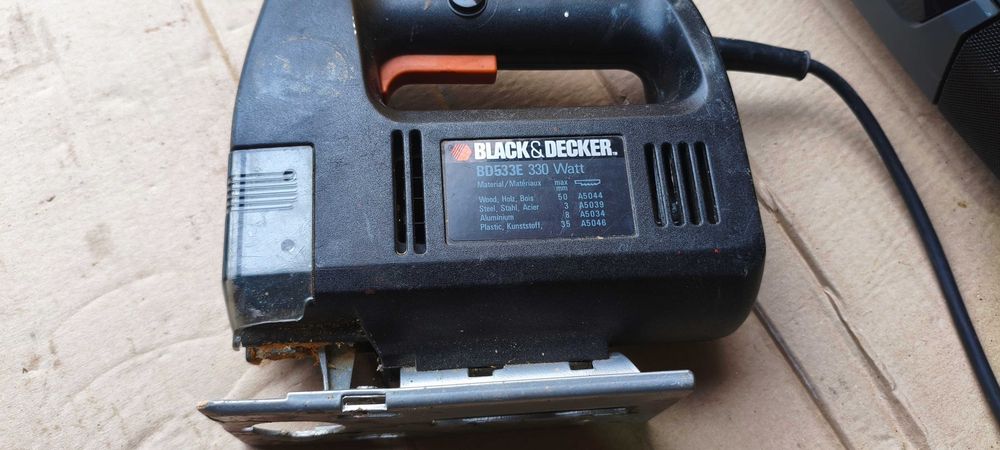 BLACK&DECKER™
BD533E 330 Watt
Material/Matériaux max mm
Wood, Holz, Bois 50 A5044
Steel, Stahl, Acier 3 A5039
Aluminium 8 A5034
Plastic, Kunststoff, 35 A5046